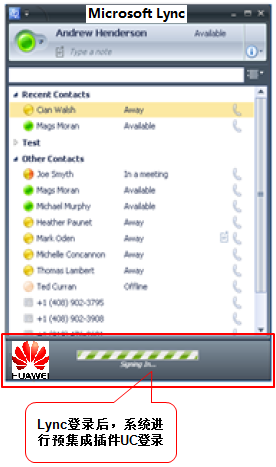 Microsoft Lync
Andrew Henderson Available
Type a note
Recent Contacts
Cian Walsh Away
Mags Moran Available
Test
Other Contacts
Joe Smyth In a meeting
Mags Moran Available
Michael Murphy Available
Heather Paunet Away
Mark Oden Away
Michelle Concannon Away
Thomas Lambert Away
Ted Curran Offline
+1 (408) 902-3795
+1 (408) 902-3908
HUAWEI
Signing In...
Lync登录后，系统进
行预集成插件UC登录